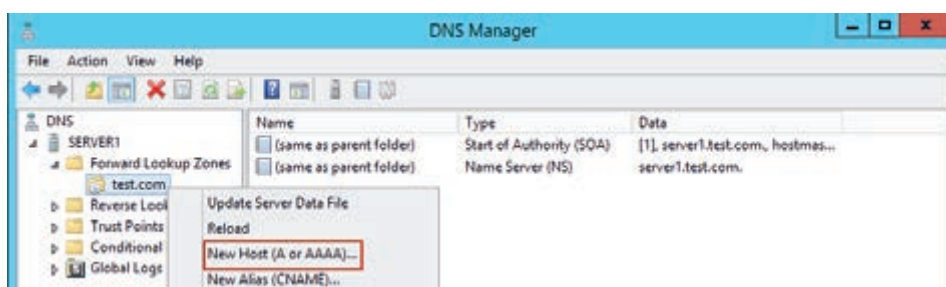 DNS Manager
File Action View Help
DNS
SERVER1
Forward Lookup Zones
test.com
Reverse Look
Trust Points
Conditional
Global Logs
Name Type Data
(same as parent folder) Start of Authority (SOA) [1], server1.test.com., hostmas...
(same as parent folder) Name Server (NS) server1.test.com.
Update Server Data File
Reload
New Host (A or AAAA)...
New Alias (CNAME)...